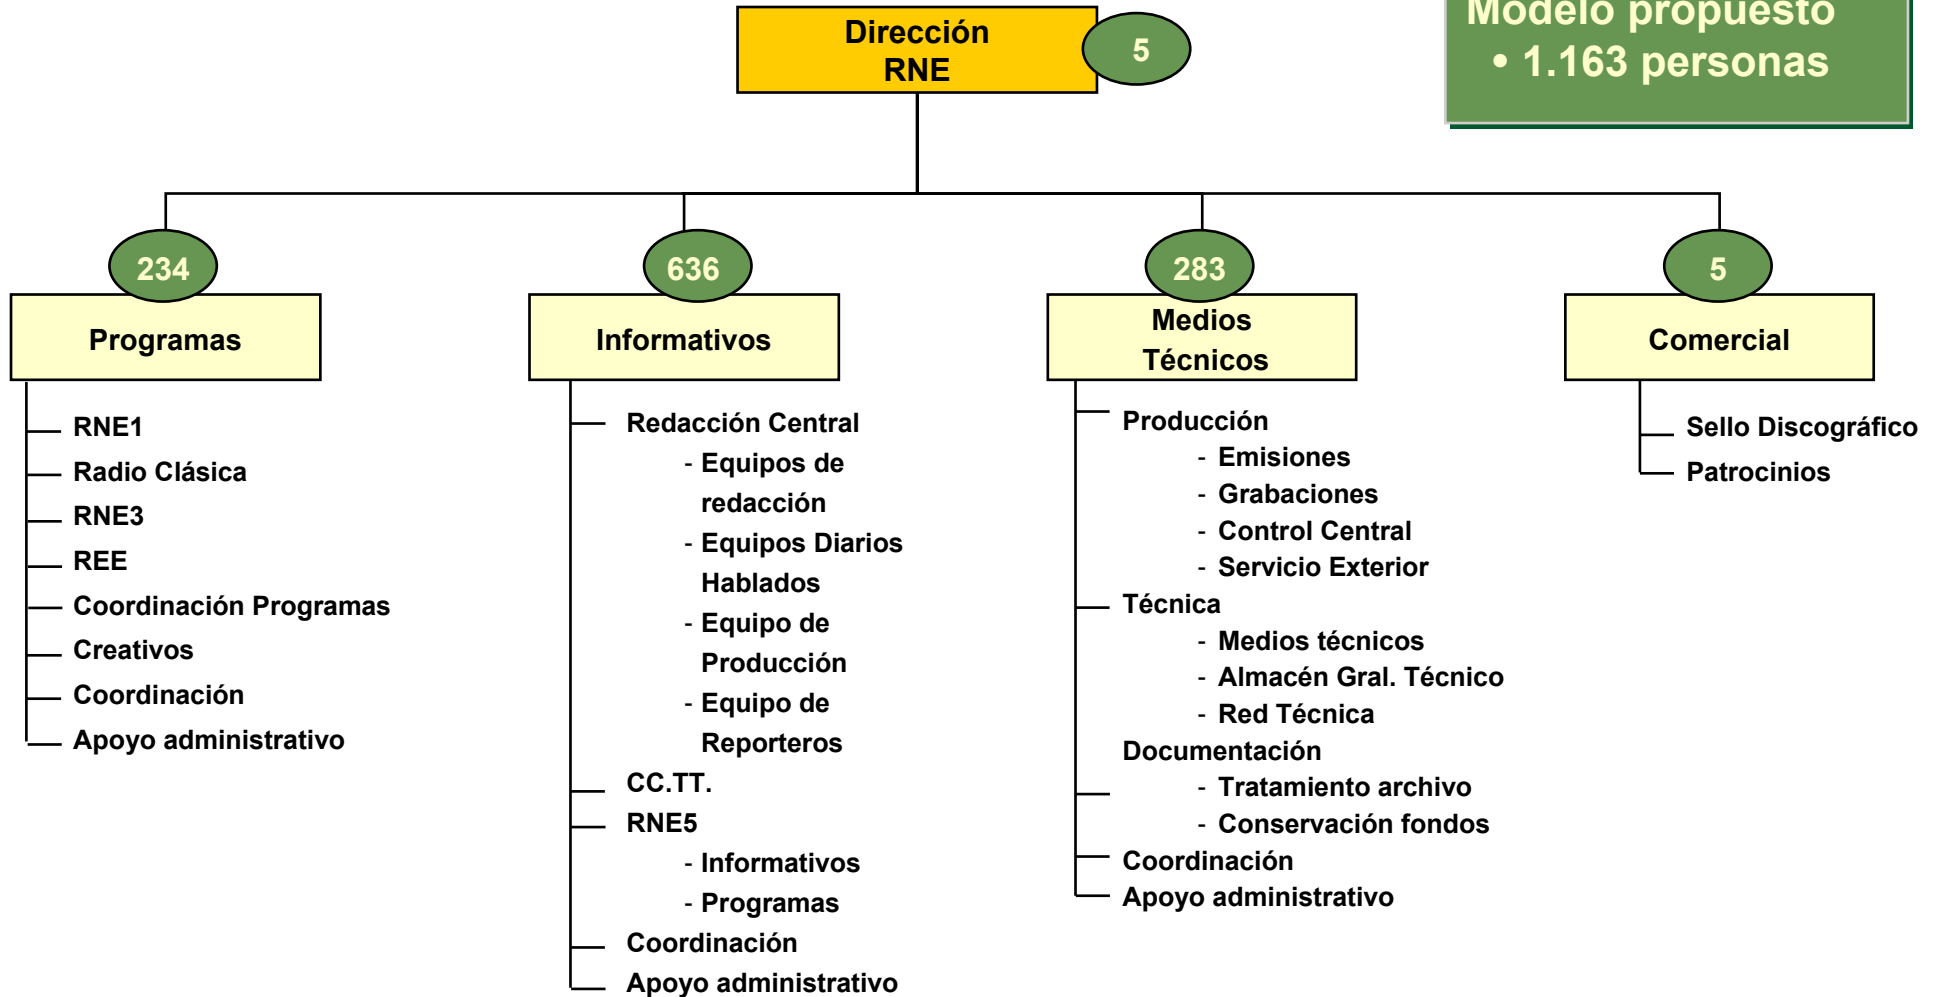 Dirección
RNE
5
Modelo propuesto
• 1.163 personas
234
Programas
RNE1
Radio Clásica
RNE3
REE
Coordinación Programas
Creativos
Coordinación
Apoyo administrativo
636
Informativos
Redacción Central
- Equipos de
redacción
- Equipos Diarios
Hablados
- Equipo de
Producción
- Equipo de
Reporteros
CC.TT.
RNE5
- Informativos
- Programas
Coordinación
Apoyo administrativo
283
Medios
Técnicos
Producción
- Emisiones
- Grabaciones
- Control Central
- Servicio Exterior
Técnica
- Medios técnicos
- Almacén Gral. Técnico
- Red Técnica
Documentación
- Tratamiento archivo
- Conservación fondos
Coordinación
Apoyo administrativo
5
Comercial
Sello Discográfico
Patrocinios